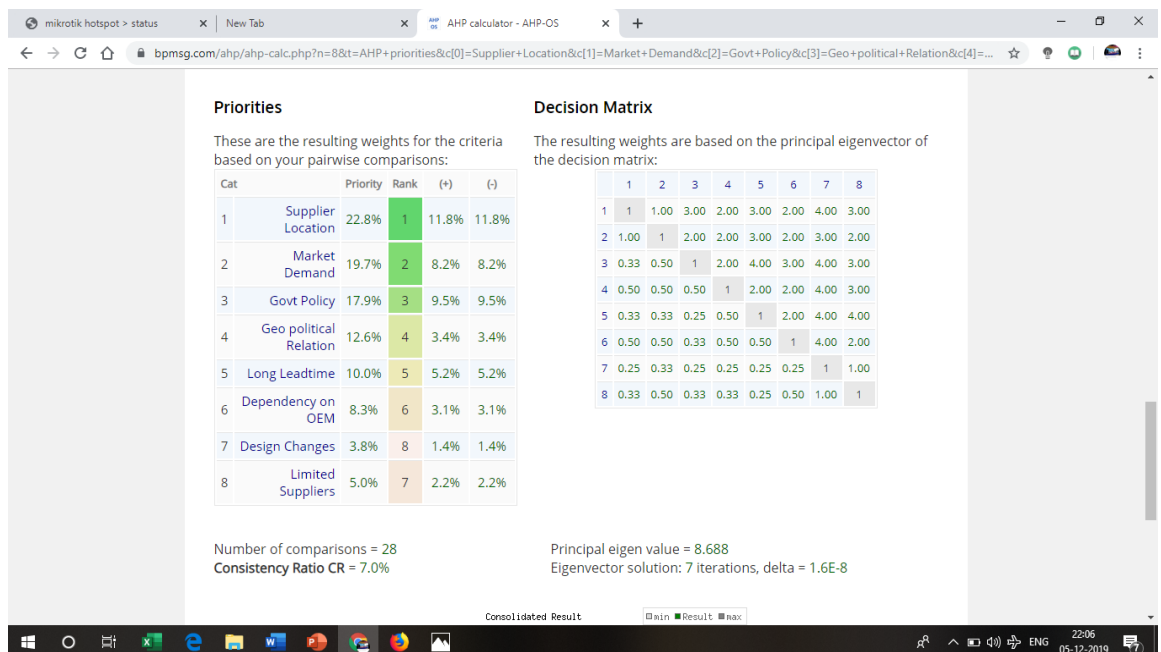 mikrotik hotspot > status
New Tab
AHP calculator - AHP-OS
bpmsg.com/ahp/ahp-calc.php?n=8&t=AHP+priorities&c[0]=Supplier+Location&c[1]=Market+Demand&c[2]=Govt+Policy&c[3]=Geo+political+Relation&c[4]=...
Priorities
These are the resulting weights for the criteria
based on your pairwise comparisons:
Cat Priority Rank (+) (-)
1 Supplier Location 22.8% 1 11.8% 11.8%
2 Market Demand 19.7% 2 8.2% 8.2%
3 Govt Policy 17.9% 3 9.5% 9.5%
4 Geo political Relation 12.6% 4 3.4% 3.4%
5 Long Leadtime 10.0% 5 5.2% 5.2%
6 Dependency on OEM 8.3% 6 3.1% 3.1%
7 Design Changes 3.8% 8 1.4% 1.4%
8 Limited Suppliers 5.0% 7 2.2% 2.2%
Number of comparisons = 28
Consistency Ratio CR = 7.0%
Decision Matrix
The resulting weights are based on the principal eigenvector of
the decision matrix:
1 2 3 4 5 6 7 8
1 1 1.00 3.00 2.00 3.00 2.00 4.00 3.00
2 1.00 1 2.00 2.00 3.00 2.00 3.00 2.00
3 0.33 0.50 1 2.00 4.00 3.00 4.00 3.00
4 0.50 0.50 0.50 1 2.00 2.00 4.00 3.00
5 0.33 0.33 0.25 0.50 1 2.00 4.00 4.00
6 0.50 0.50 0.33 0.50 0.50 1 4.00 2.00
7 0.25 0.33 0.25 0.25 0.25 0.25 1 1.00
8 0.33 0.50 0.33 0.33 0.25 0.50 1.00 1
Principal eigen value = 8.688
Eigenvector solution: 7 iterations, delta = 1.6E-8
Consolidated Result
min Result max
ENG
22:06
05-12-2019